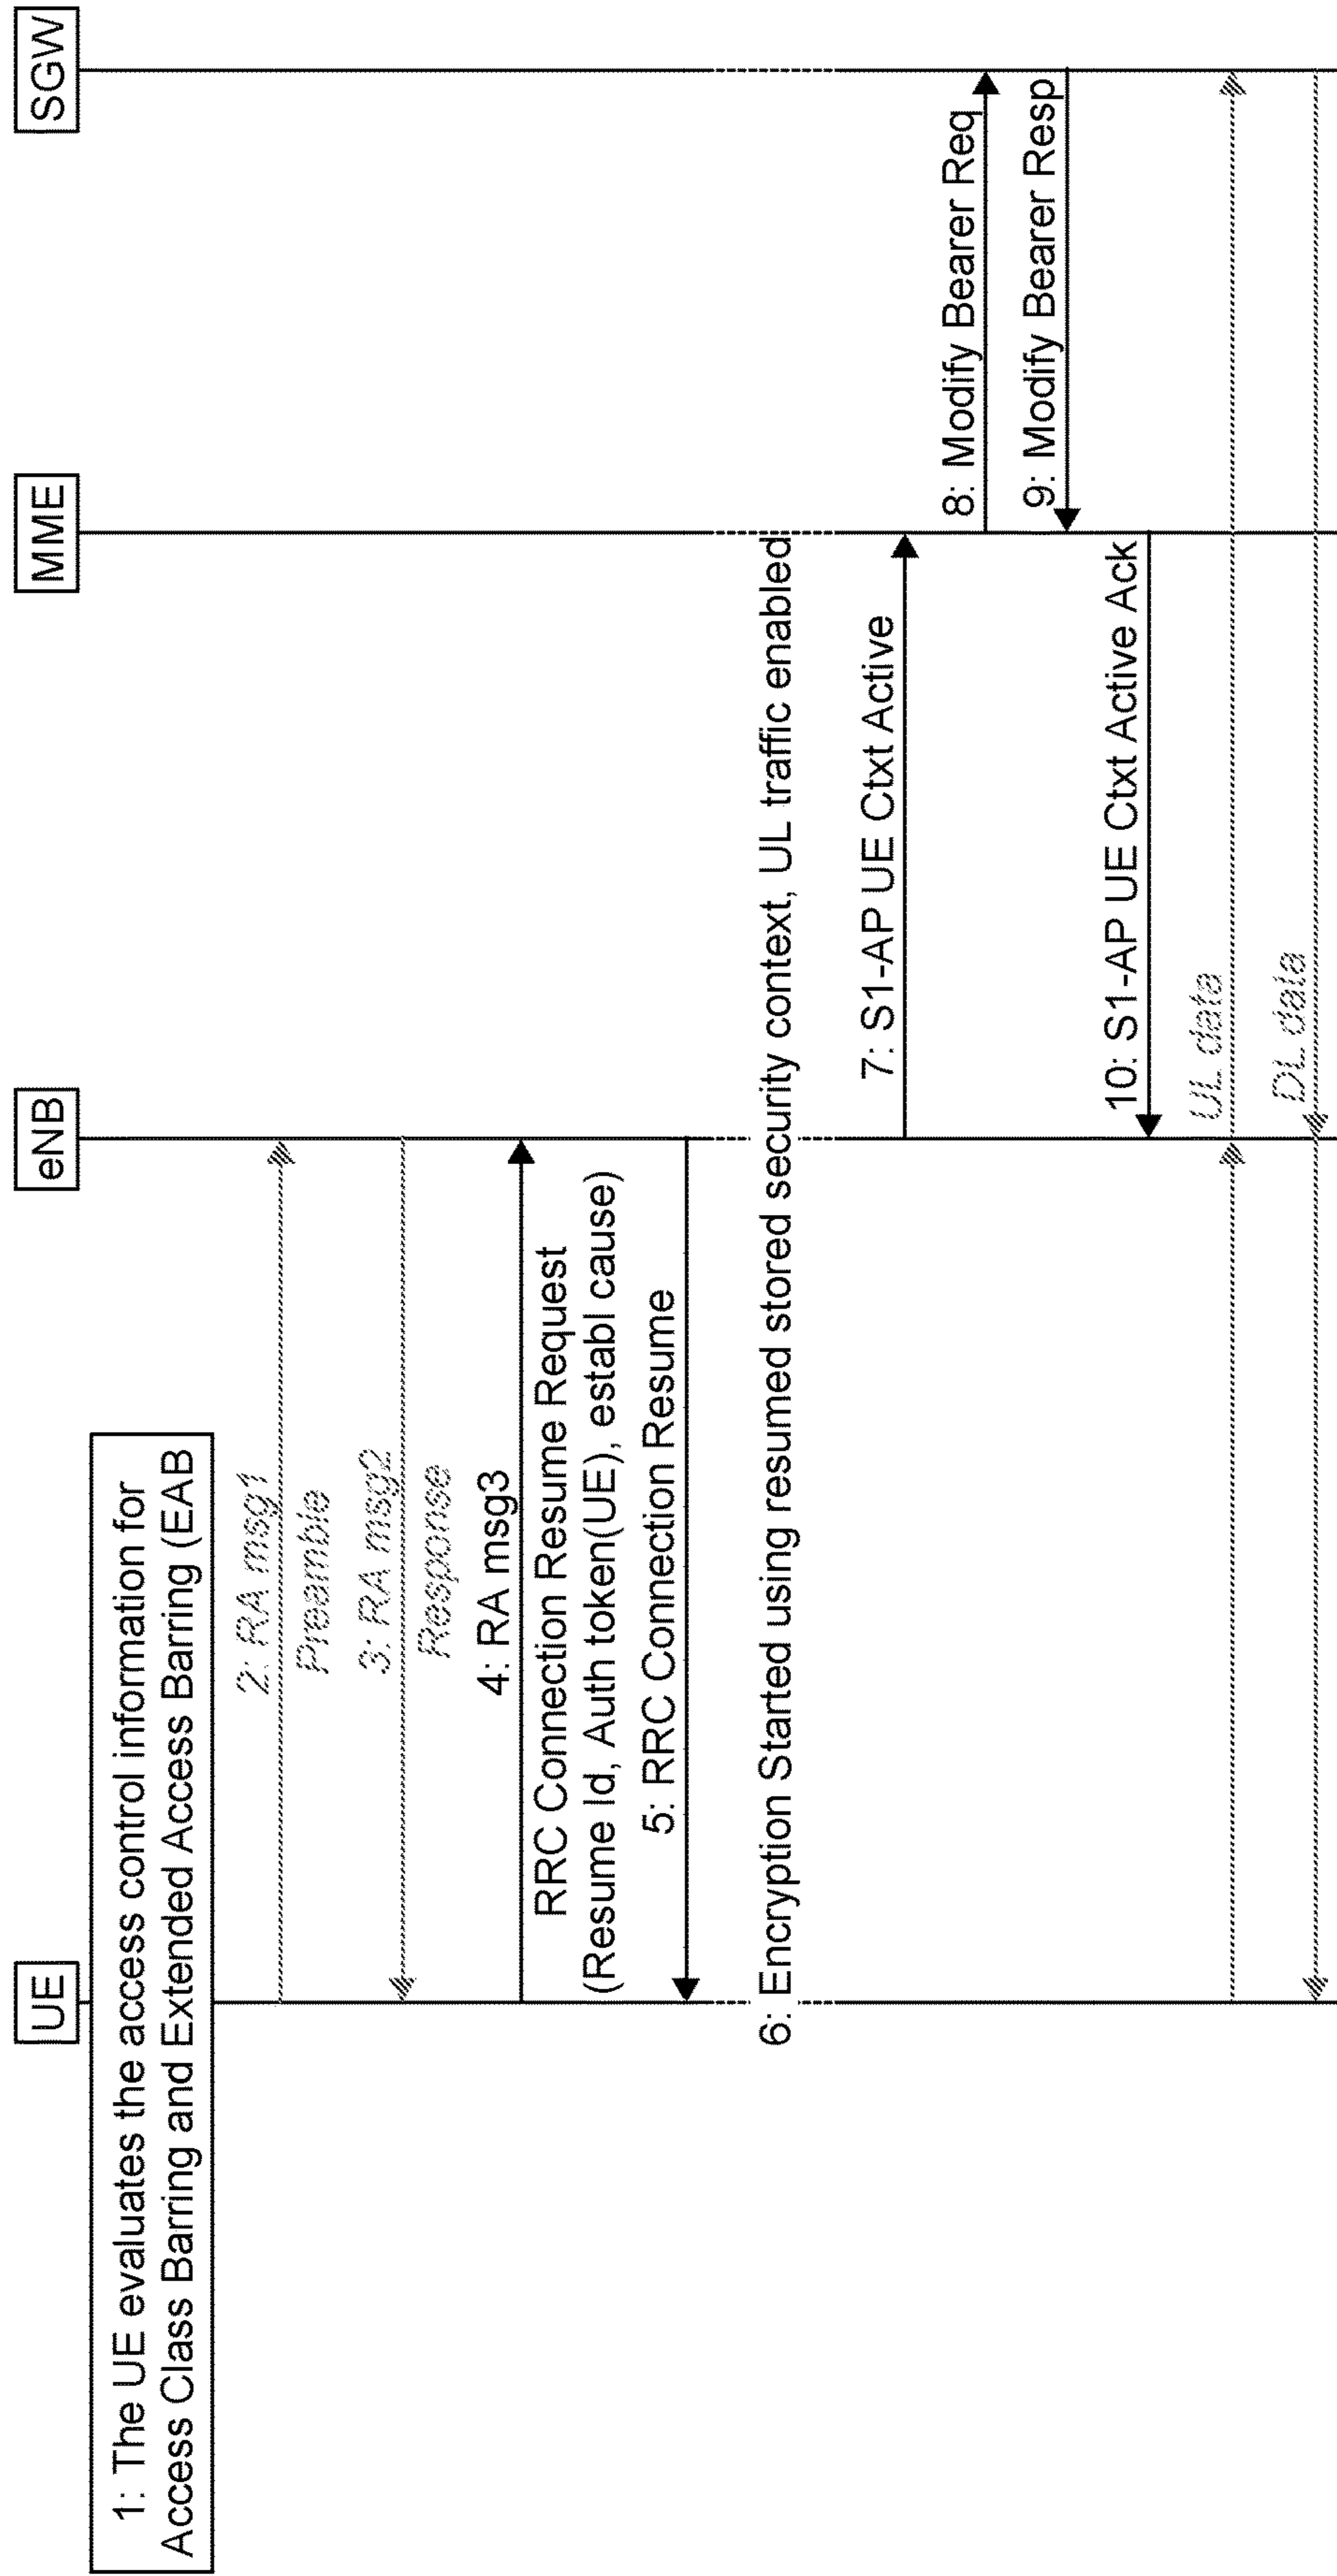 UE
eNB
MME
SGW
1: The UE evaluates the access control information for
Access Class Barring and Extended Access Barring (EAB
2: RA msg1
Preamble
3: RA msg2
Response
4: RA msg3
RRC Connection Resume Request
(Resume Id, Auth token(UE), establ cause)
5: RRC Connection Resume
6: Encryption Started using resumed stored security context, UL traffic enabled
7: S1-AP UE Ctxt Active
8: Modify Bearer Req
9: Modify Bearer Resp
10: S1-AP UE Ctxt Active Ack
UL data
DL data